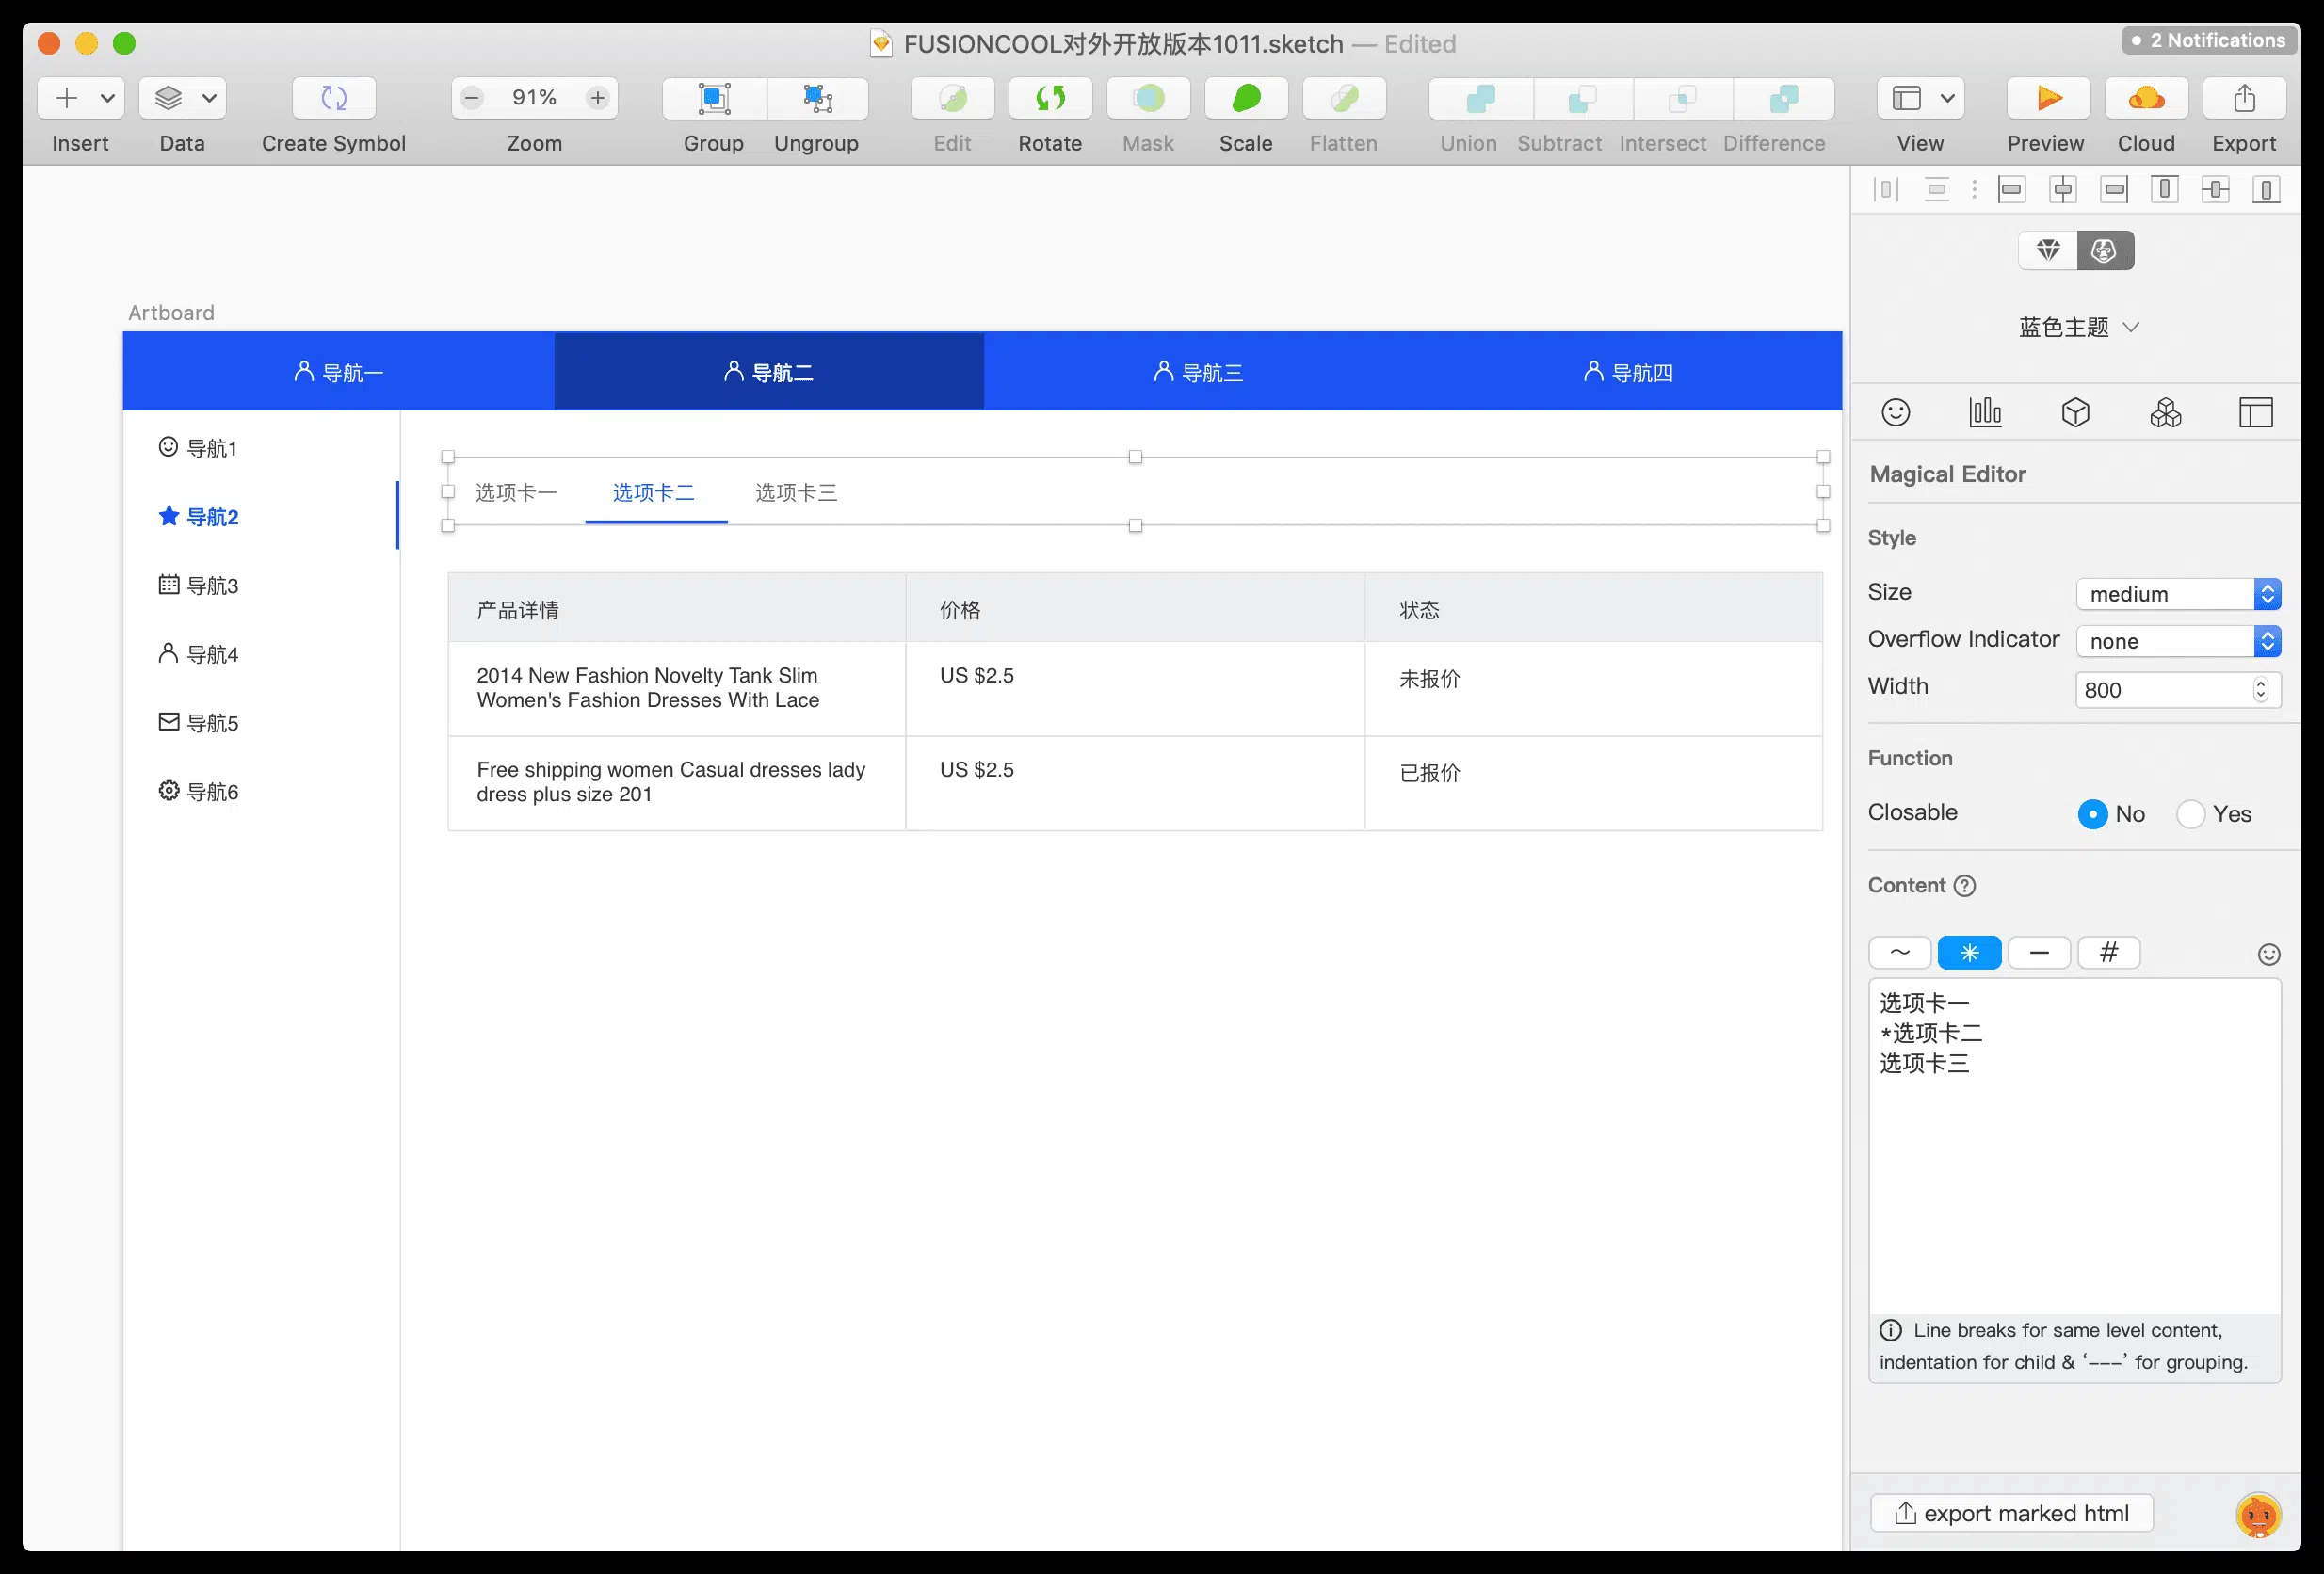 FUSIONCOOL对外开放版本1011.sketch — Edited
2 Notifications
91%
Insert
Data
Create Symbol
Zoom
Group
Ungroup
Edit
Rotate
Mask
Scale
Flatten
Union
Subtract
Intersect
Difference
View
Preview
Cloud
Export
Artboard
导航一
导航二
导航三
导航四
导航1
导航2
导航3
导航4
导航5
导航6
选项卡一
选项卡二
选项卡三
产品详情
价格
状态
2014 New Fashion Novelty Tank Slim
Women's Fashion Dresses With Lace
US $2.5
未报价
Free shipping women Casual dresses lady
dress plus size 201
US $2.5
已报价
蓝色主题
Magical Editor
Style
Size
medium
Overflow Indicator
none
Width
800
Function
Closable
No
Yes
Content ?
~
*
—
#
选项卡一
*选项卡二
选项卡三
Line breaks for same level content,
indentation for child & ‘---’ for grouping.
export marked html